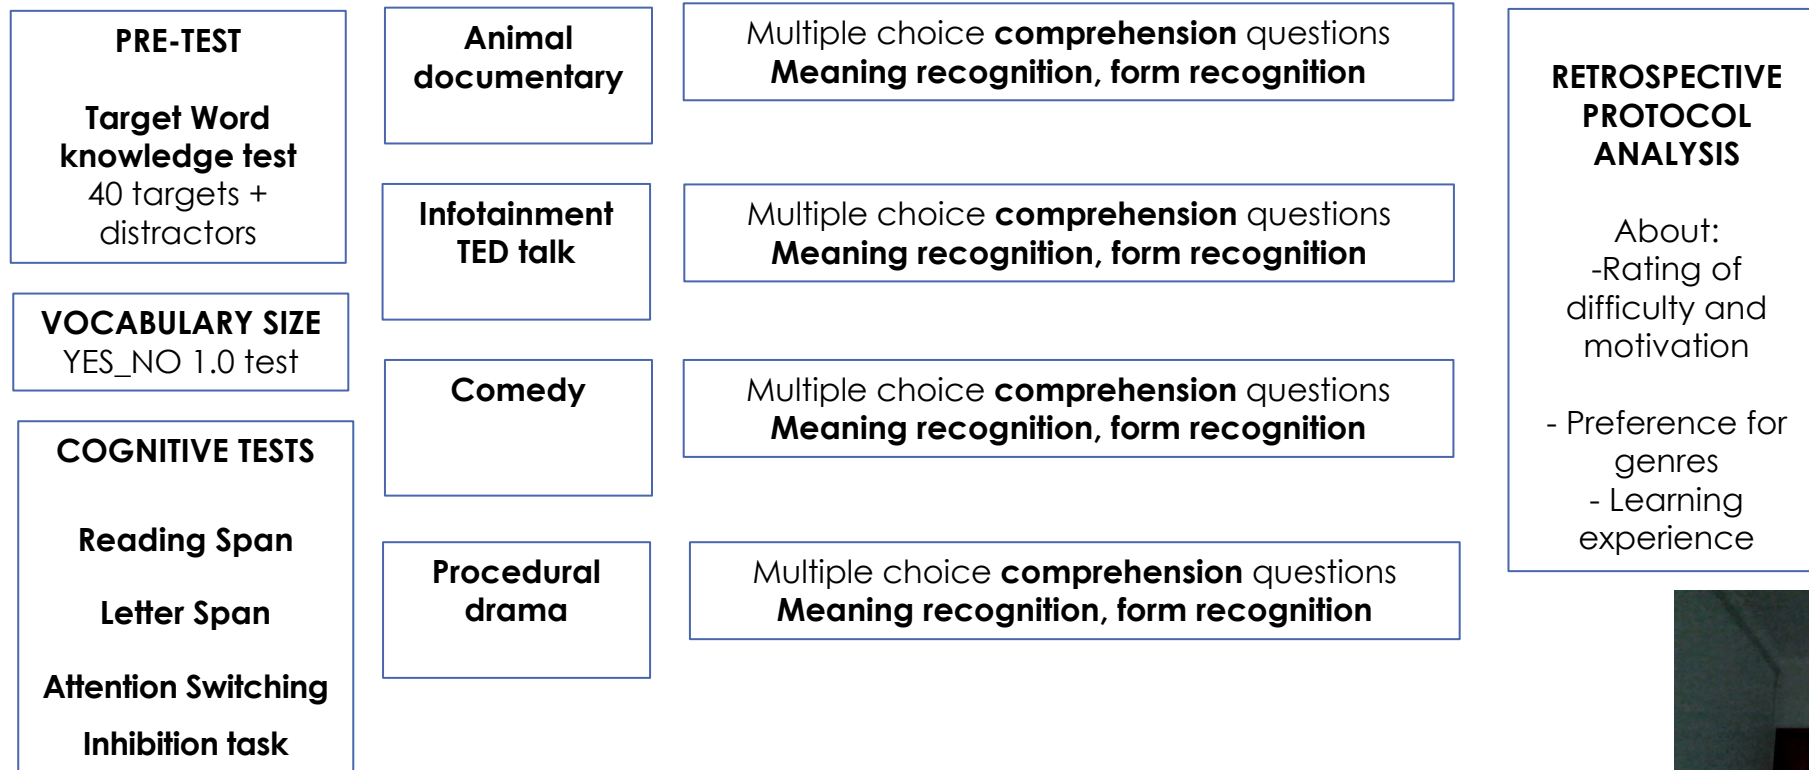 PRE-TEST
Target Word
knowledge test
40 targets +
distractors
VOCABULARY SIZE
YES_NO 1.0 test
COGNITIVE TESTS
Reading Span
Letter Span
Attention Switching
Inhibition task
Animal
documentary
Multiple choice comprehension questions
Meaning recognition, form recognition
Infotainment
TED talk
Multiple choice comprehension questions
Meaning recognition, form recognition
Comedy
Multiple choice comprehension questions
Meaning recognition, form recognition
Procedural
drama
Multiple choice comprehension questions
Meaning recognition, form recognition
RETROSPECTIVE
PROTOCOL
ANALYSIS
About:
-Rating of
difficulty and
motivation
- Preference for
genres
- Learning
experience